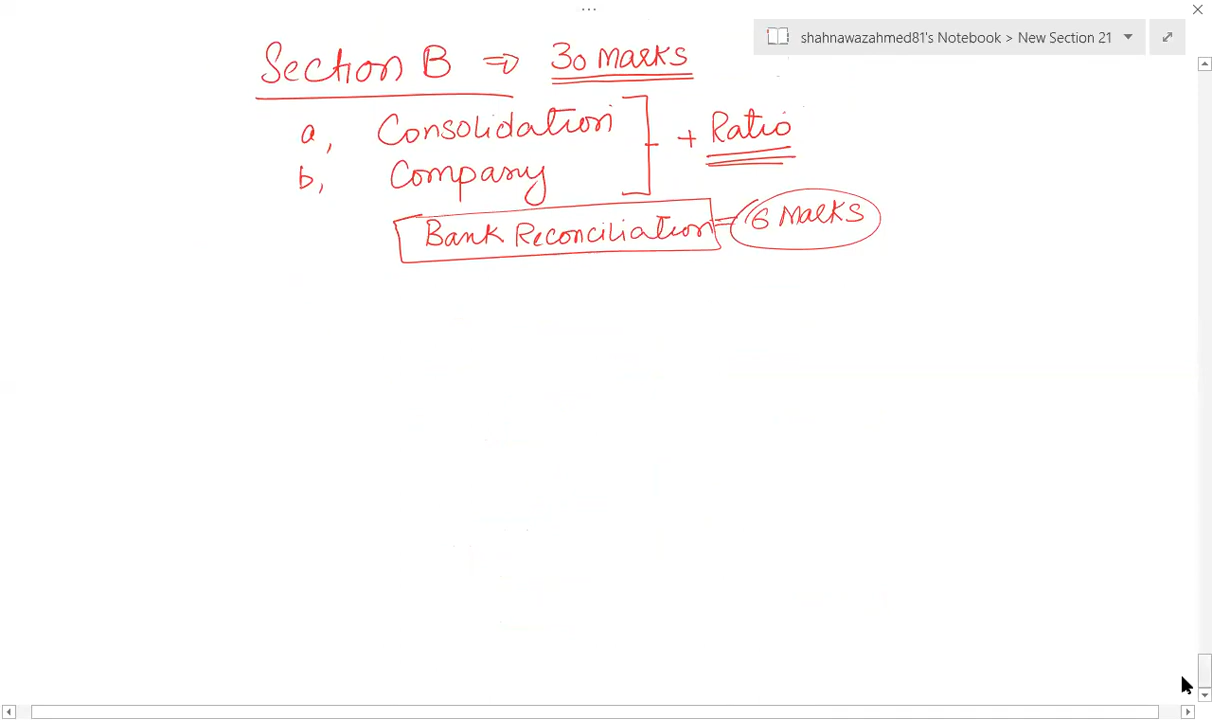 shahnawazahmed81's Notebook > New Section 21
Section B ⇒ 30 Marks
a, Consolidation
+ Ratio
b, Company
Bank Reconciliation = 6 Marks